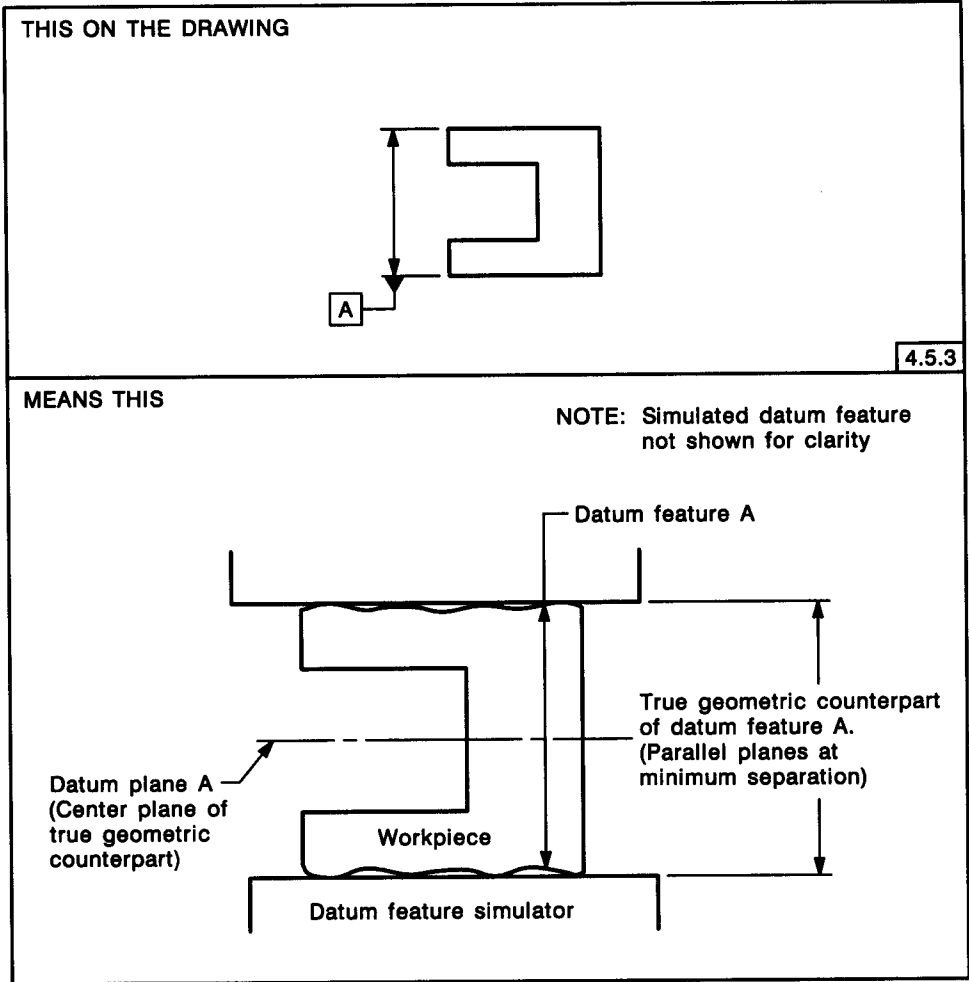 THIS ON THE DRAWING
A
4.5.3
MEANS THIS
NOTE: Simulated datum feature
not shown for clarity
Datum feature A
True geometric counterpart
of datum feature A.
(Parallel planes at
minimum separation)
Datum plane A
(Center plane of
true geometric
counterpart)
Workpiece
Datum feature simulator